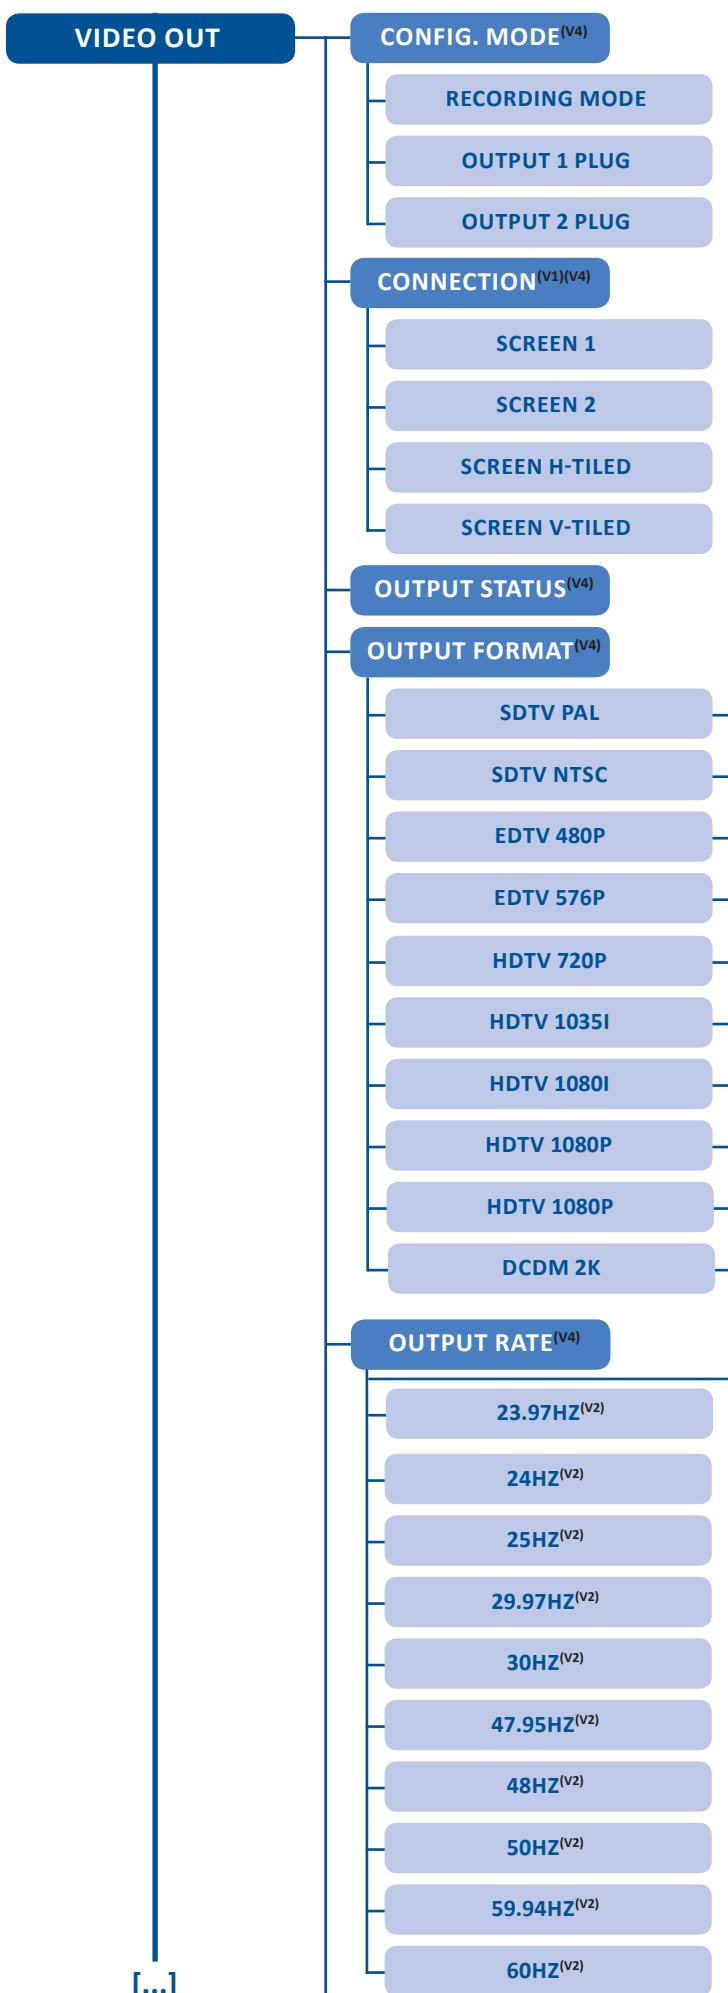 VIDEO OUT
CONFIG. MODE(V4)
RECORDING MODE
OUTPUT 1 PLUG
OUTPUT 2 PLUG
CONNECTION(V1)(V4)
SCREEN 1
SCREEN 2
SCREEN H-TILED
SCREEN V-TILED
OUTPUT STATUS(V4)
OUTPUT FORMAT(V4)
SDTV PAL
SDTV NTSC
EDTV 480P
EDTV 576P
HDTV 720P
HDTV 1035I
HDTV 1080I
HDTV 1080P
HDTV 1080P
DCDM 2K
OUTPUT RATE(V4)
23.97HZ(V2)
24HZ(V2)
25HZ(V2)
29.97HZ(V2)
30HZ(V2)
47.95HZ(V2)
48HZ(V2)
50HZ(V2)
59.94HZ(V2)
60HZ(V2)
[...]